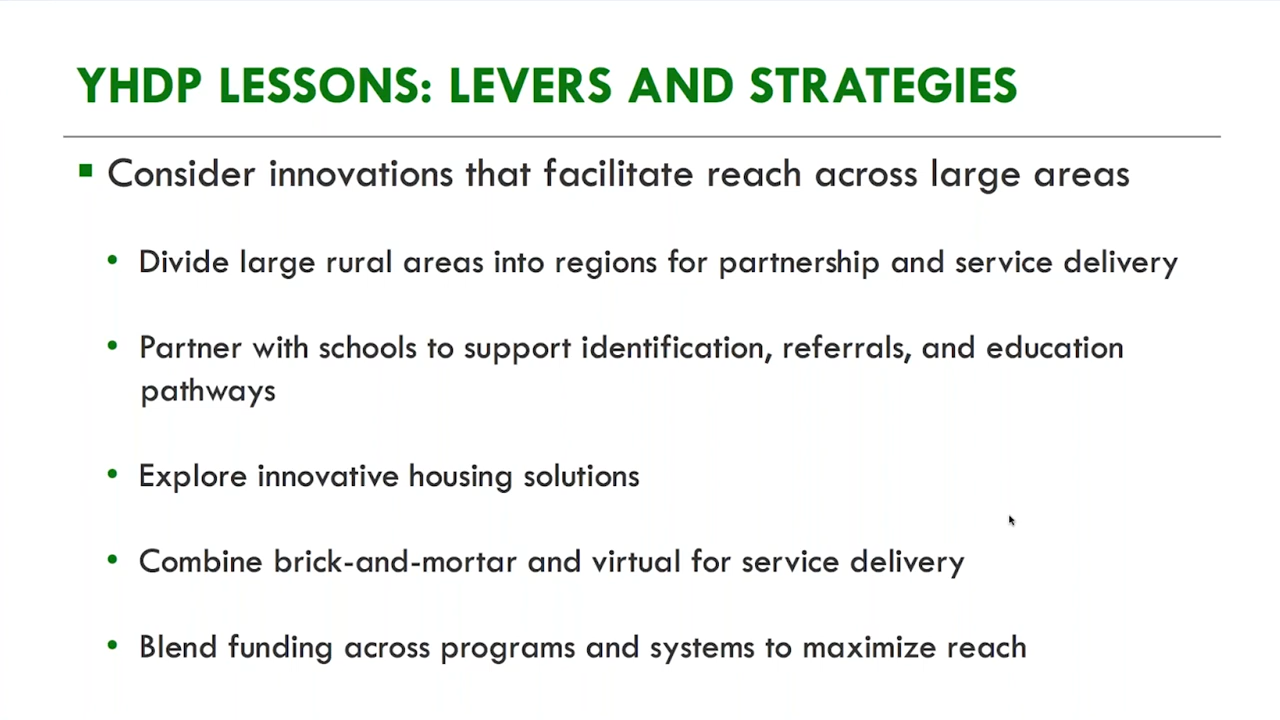 YHDP LESSONS: LEVERS AND STRATEGIES
Consider innovations that facilitate reach across large areas
Divide large rural areas into regions for partnership and service delivery
Partner with schools to support identification, referrals, and education
pathways
Explore innovative housing solutions
Combine brick-and-mortar and virtual for service delivery
Blend funding across programs and systems to maximize reach